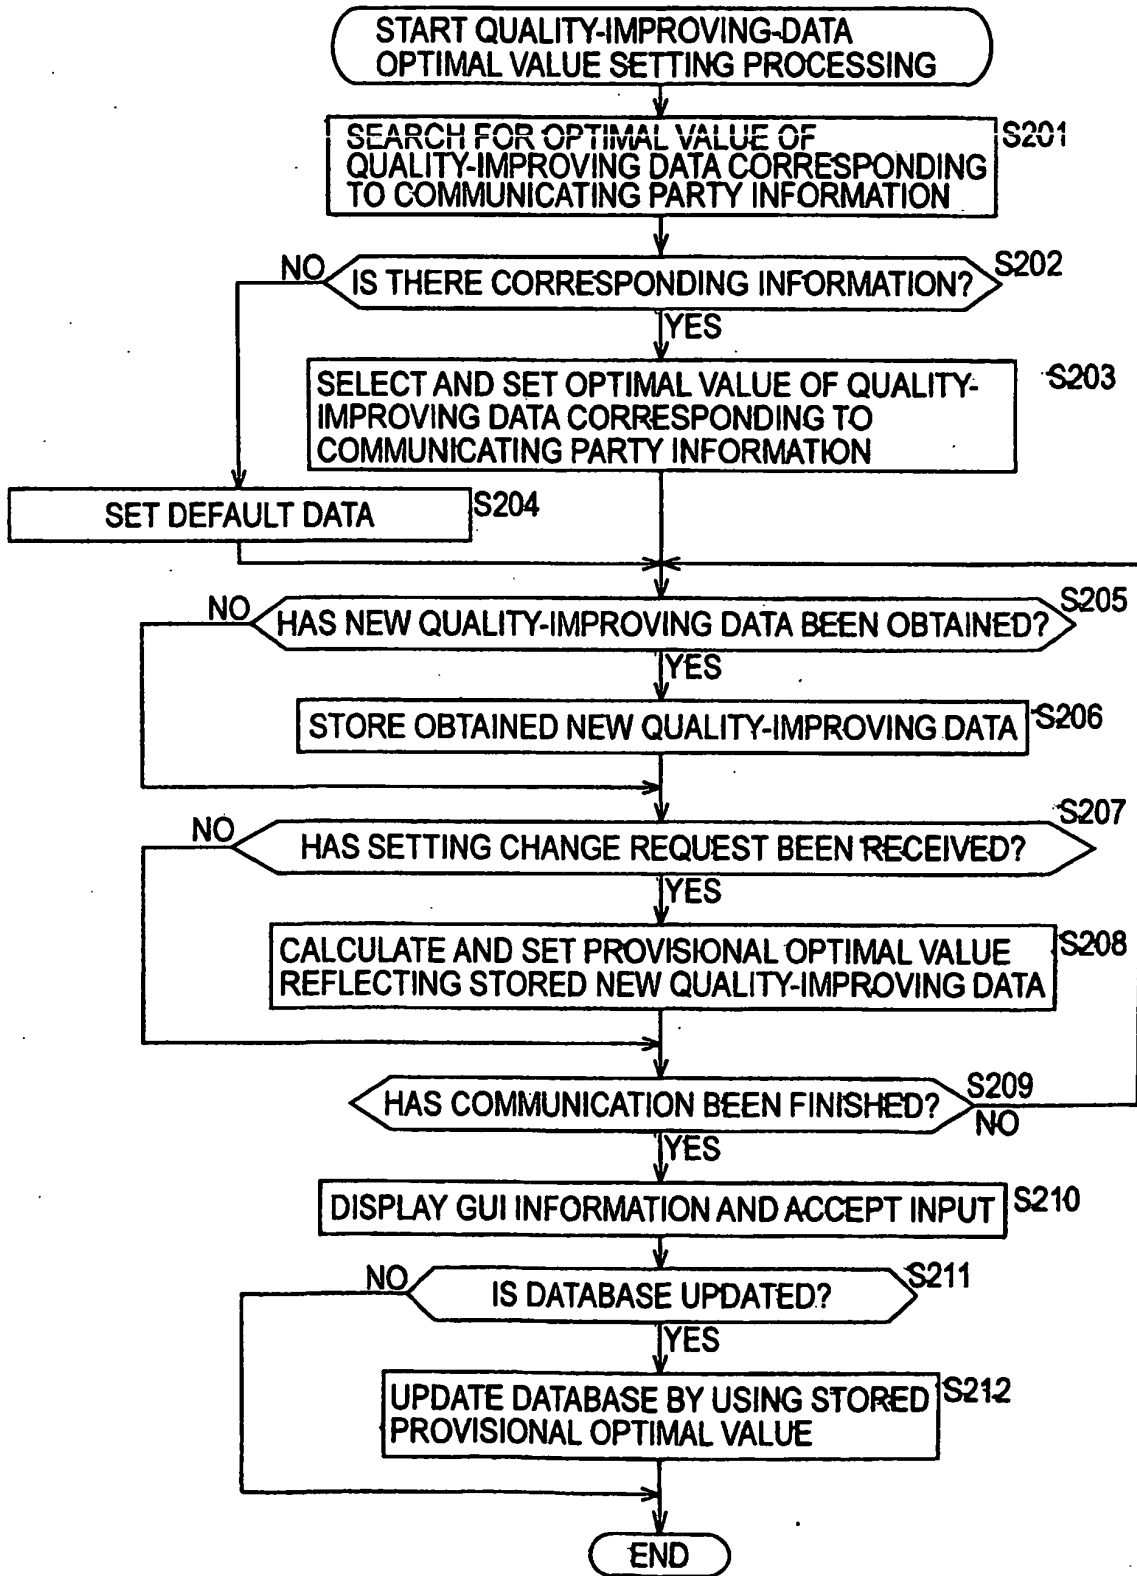 START QUALITY-IMPROVING-DATA
OPTIMAL VALUE SETTING PROCESSING
SEARCH FOR OPTIMAL VALUE OF
QUALITY-IMPROVING DATA CORRESPONDING
TO COMMUNICATING PARTY INFORMATION
S201
IS THERE CORRESPONDING INFORMATION?
S202
NO
YES
SELECT AND SET OPTIMAL VALUE OF QUALITY-
IMPROVING DATA CORRESPONDING TO
COMMUNICATING PARTY INFORMATION
S203
SET DEFAULT DATA
S204
NO
HAS NEW QUALITY-IMPROVING DATA BEEN OBTAINED?
S205
YES
STORE OBTAINED NEW QUALITY-IMPROVING DATA
S206
NO
HAS SETTING CHANGE REQUEST BEEN RECEIVED?
S207
YES
CALCULATE AND SET PROVISIONAL OPTIMAL VALUE
REFLECTING STORED NEW QUALITY-IMPROVING DATA
S208
HAS COMMUNICATION BEEN FINISHED?
S209
NO
YES
DISPLAY GUI INFORMATION AND ACCEPT INPUT
S210
NO
IS DATABASE UPDATED?
S211
YES
UPDATE DATABASE BY USING STORED
PROVISIONAL OPTIMAL VALUE
S212
END